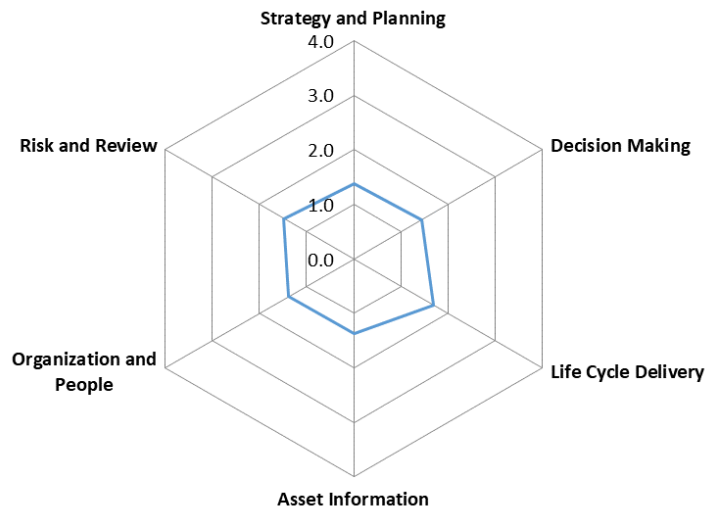 Strategy and Planning
4.0
3.0
Risk and Review
Decision Making
2.0
1.0
0.0
Organization and
People
Life Cycle Delivery
Asset Information